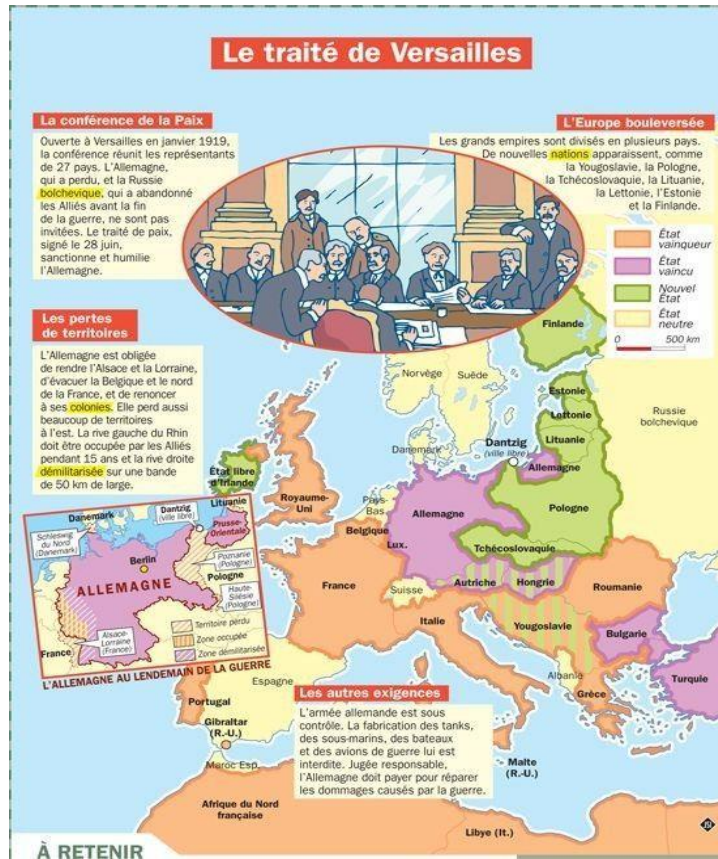 Le traité de Versailles
La conférence de la Paix
Ouverte à Versailles en janvier 1919,
la conférence réunit les représentants
de 27 pays. L'Allemagne,
qui a perdu, et la Russie
bolchevique, qui a abandonné
les Alliés avant la fin
de la guerre, ne sont pas
invitées. Le traité de paix,
signé le 28 juin,
sanctionne et humilie
l'Allemagne.
L'Europe bouleversée
Les grands empires sont divisés en plusieurs pays.
De nouvelles nations apparaissent, comme
la Yougoslavie, la Pologne,
la Tchécoslovaquie, la Lituanie,
la Lettonie, l'Estonie
et la Finlande.
État
vainqueur
État
vaincu
Nouvel
État
État
neutre
0 500 km
Les pertes
de territoires
L'Allemagne est obligée
de rendre l'Alsace et la Lorraine,
d'évacuer la Belgique et le nord
de la France, et de renoncer
à ses colonies. Elle perd aussi
beaucoup de territoires
à l'est. La rive gauche du Rhin
doit être occupée par les Alliés
pendant 15 ans et la rive droite
démilitarisée sur une bande
de 50 km de large.
Finlande
Norvège
Suède
Estonie
Lettonie
Lituanie
Russie
bolchevique
Danemark
Dantzig
(ville libre)
Allemagne
État libre
d'Irlande
Royaume-
Uni
Pays-
Bas
Belgique
Lux.
Allemagne
Pologne
Tchécoslovaquie
France
Suisse
Autriche
Hongrie
Roumanie
Italie
Yougoslavie
Bulgarie
Albanie
Grèce
Turquie
Espagne
Portugal
Gibraltar
(R.-U.)
Maroc Esp.
Malte
(R.-U.)
Afrique du Nord
française
Libye (It.)
Danemark
Dantzig
(ville libre)
Lituanie
Schleswig
du Nord
(Danemark)
Prusse-
Orientale
Berlin
Poznanie
(Pologne)
ALLEMAGNE
Pologne
Haute-
Silésie
(Pologne)
France
Alsace-
Lorraine
(France)
Territoire perdu
Zone occupée
Zone démilitarisée
L'ALLEMAGNE AU LENDEMAIN DE LA GUERRE
Les autres exigences
L'armée allemande est sous
contrôle. La fabrication des tanks,
des sous-marins, des bateaux
et des avions de guerre lui est
interdite. Jugée responsable,
l'Allemagne doit payer pour réparer
les dommages causés par la guerre.
À RETENIR